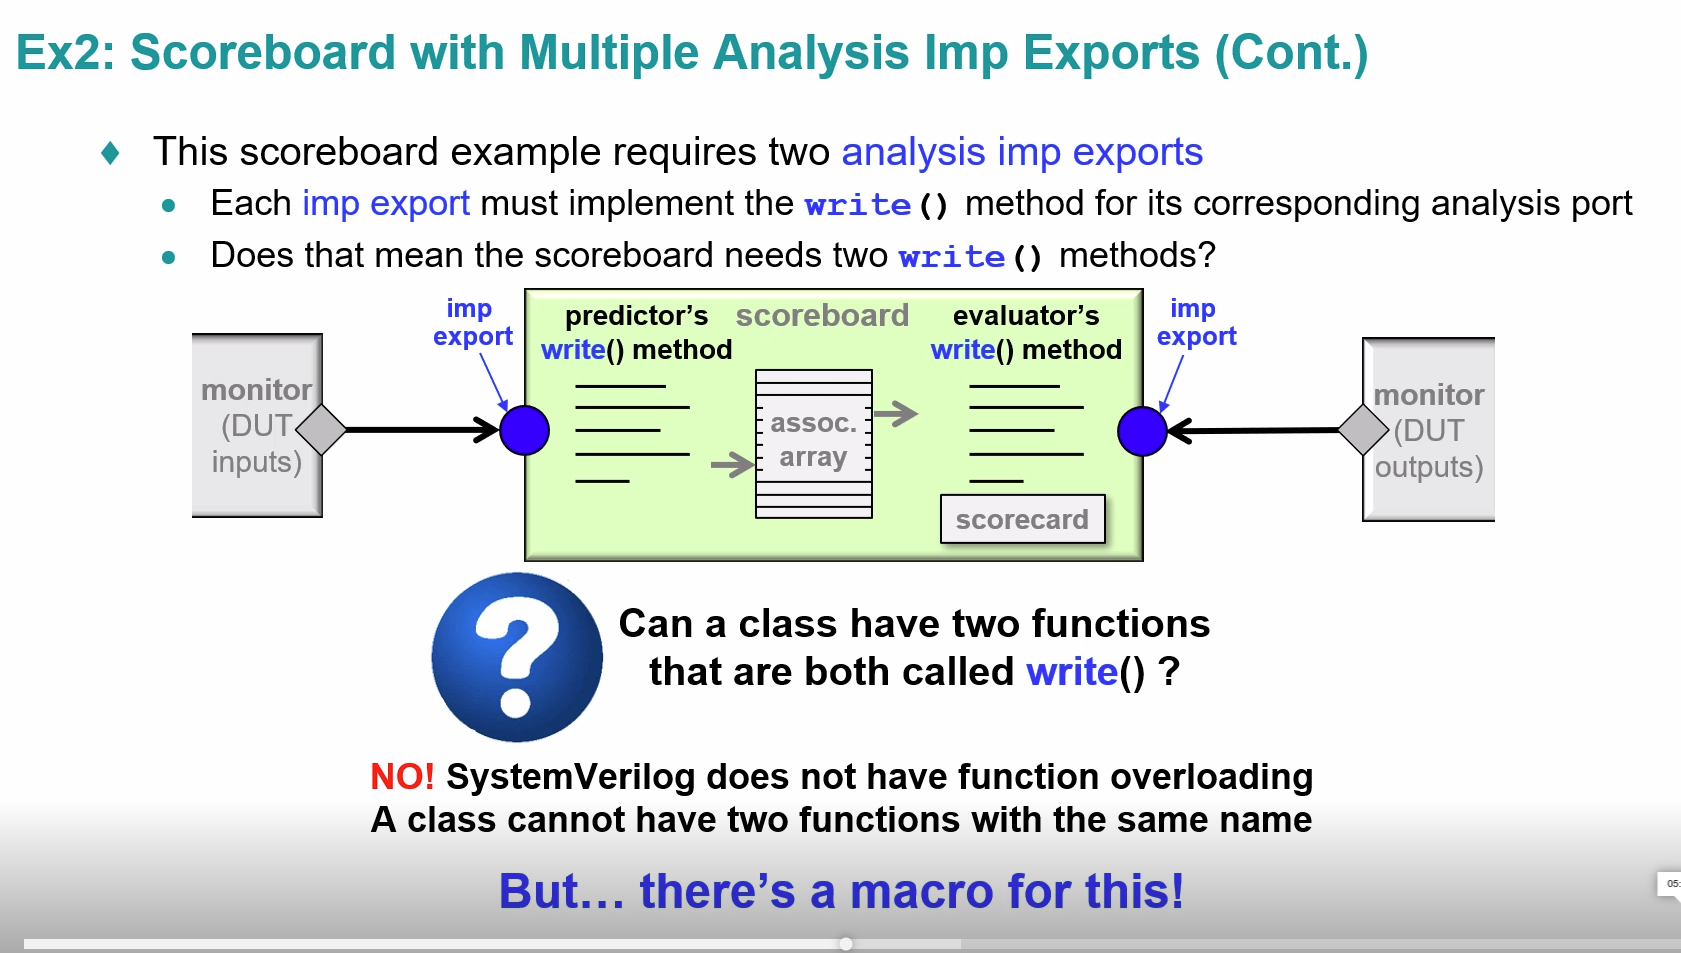 Ex2: Scoreboard with Multiple Analysis Imp Exports (Cont.)
This scoreboard example requires two analysis imp exports
Each imp export must implement the write() method for its corresponding analysis port
Does that mean the scoreboard needs two write() methods?
imp
export
predictor's
write() method
scoreboard
evaluator's
write() method
imp
export
monitor
(DUT
inputs)
assoc.
array
scorecard
monitor
(DUT
outputs)
?
Can a class have two functions
that are both called write() ?
NO! SystemVerilog does not have function overloading
A class cannot have two functions with the same name
But… there's a macro for this!
05: